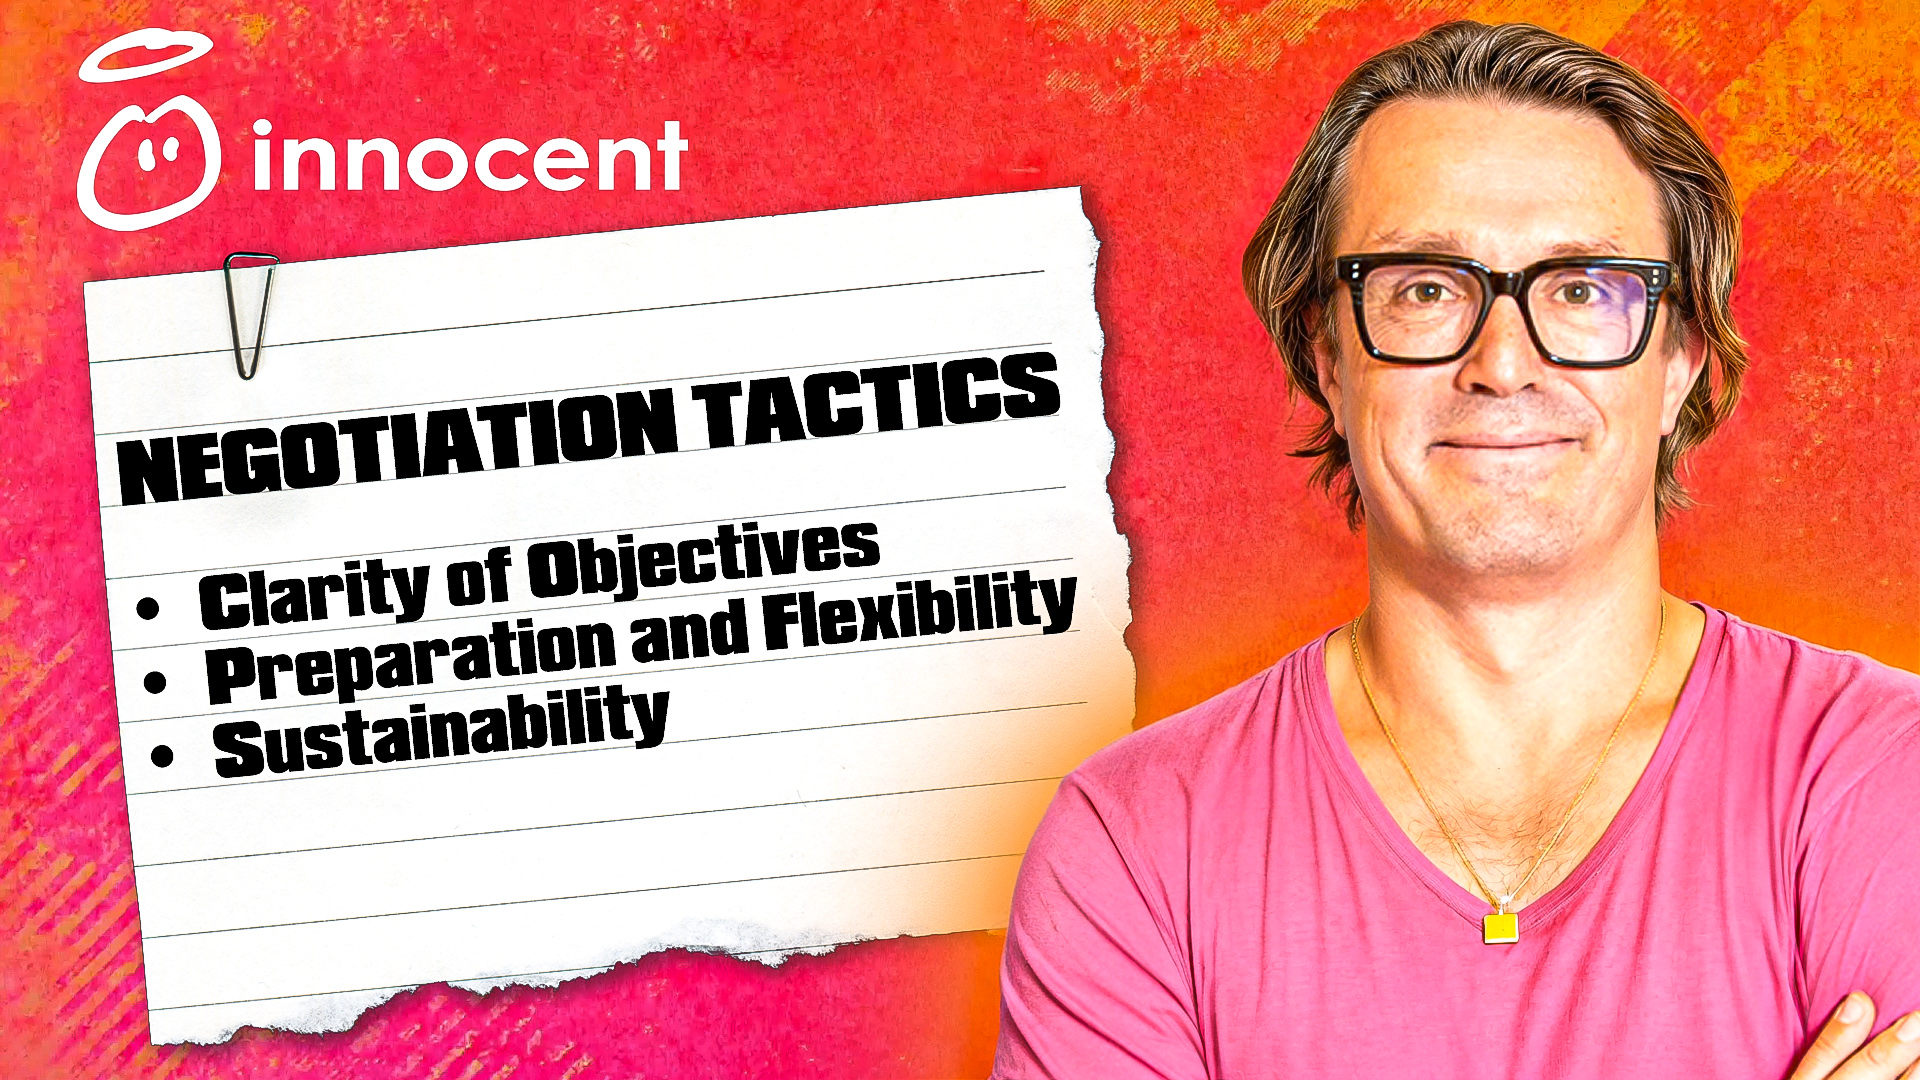 innocent
NEGOTIATION TACTICS
• Clarity of Objectives
• Preparation and Flexibility
• Sustainability